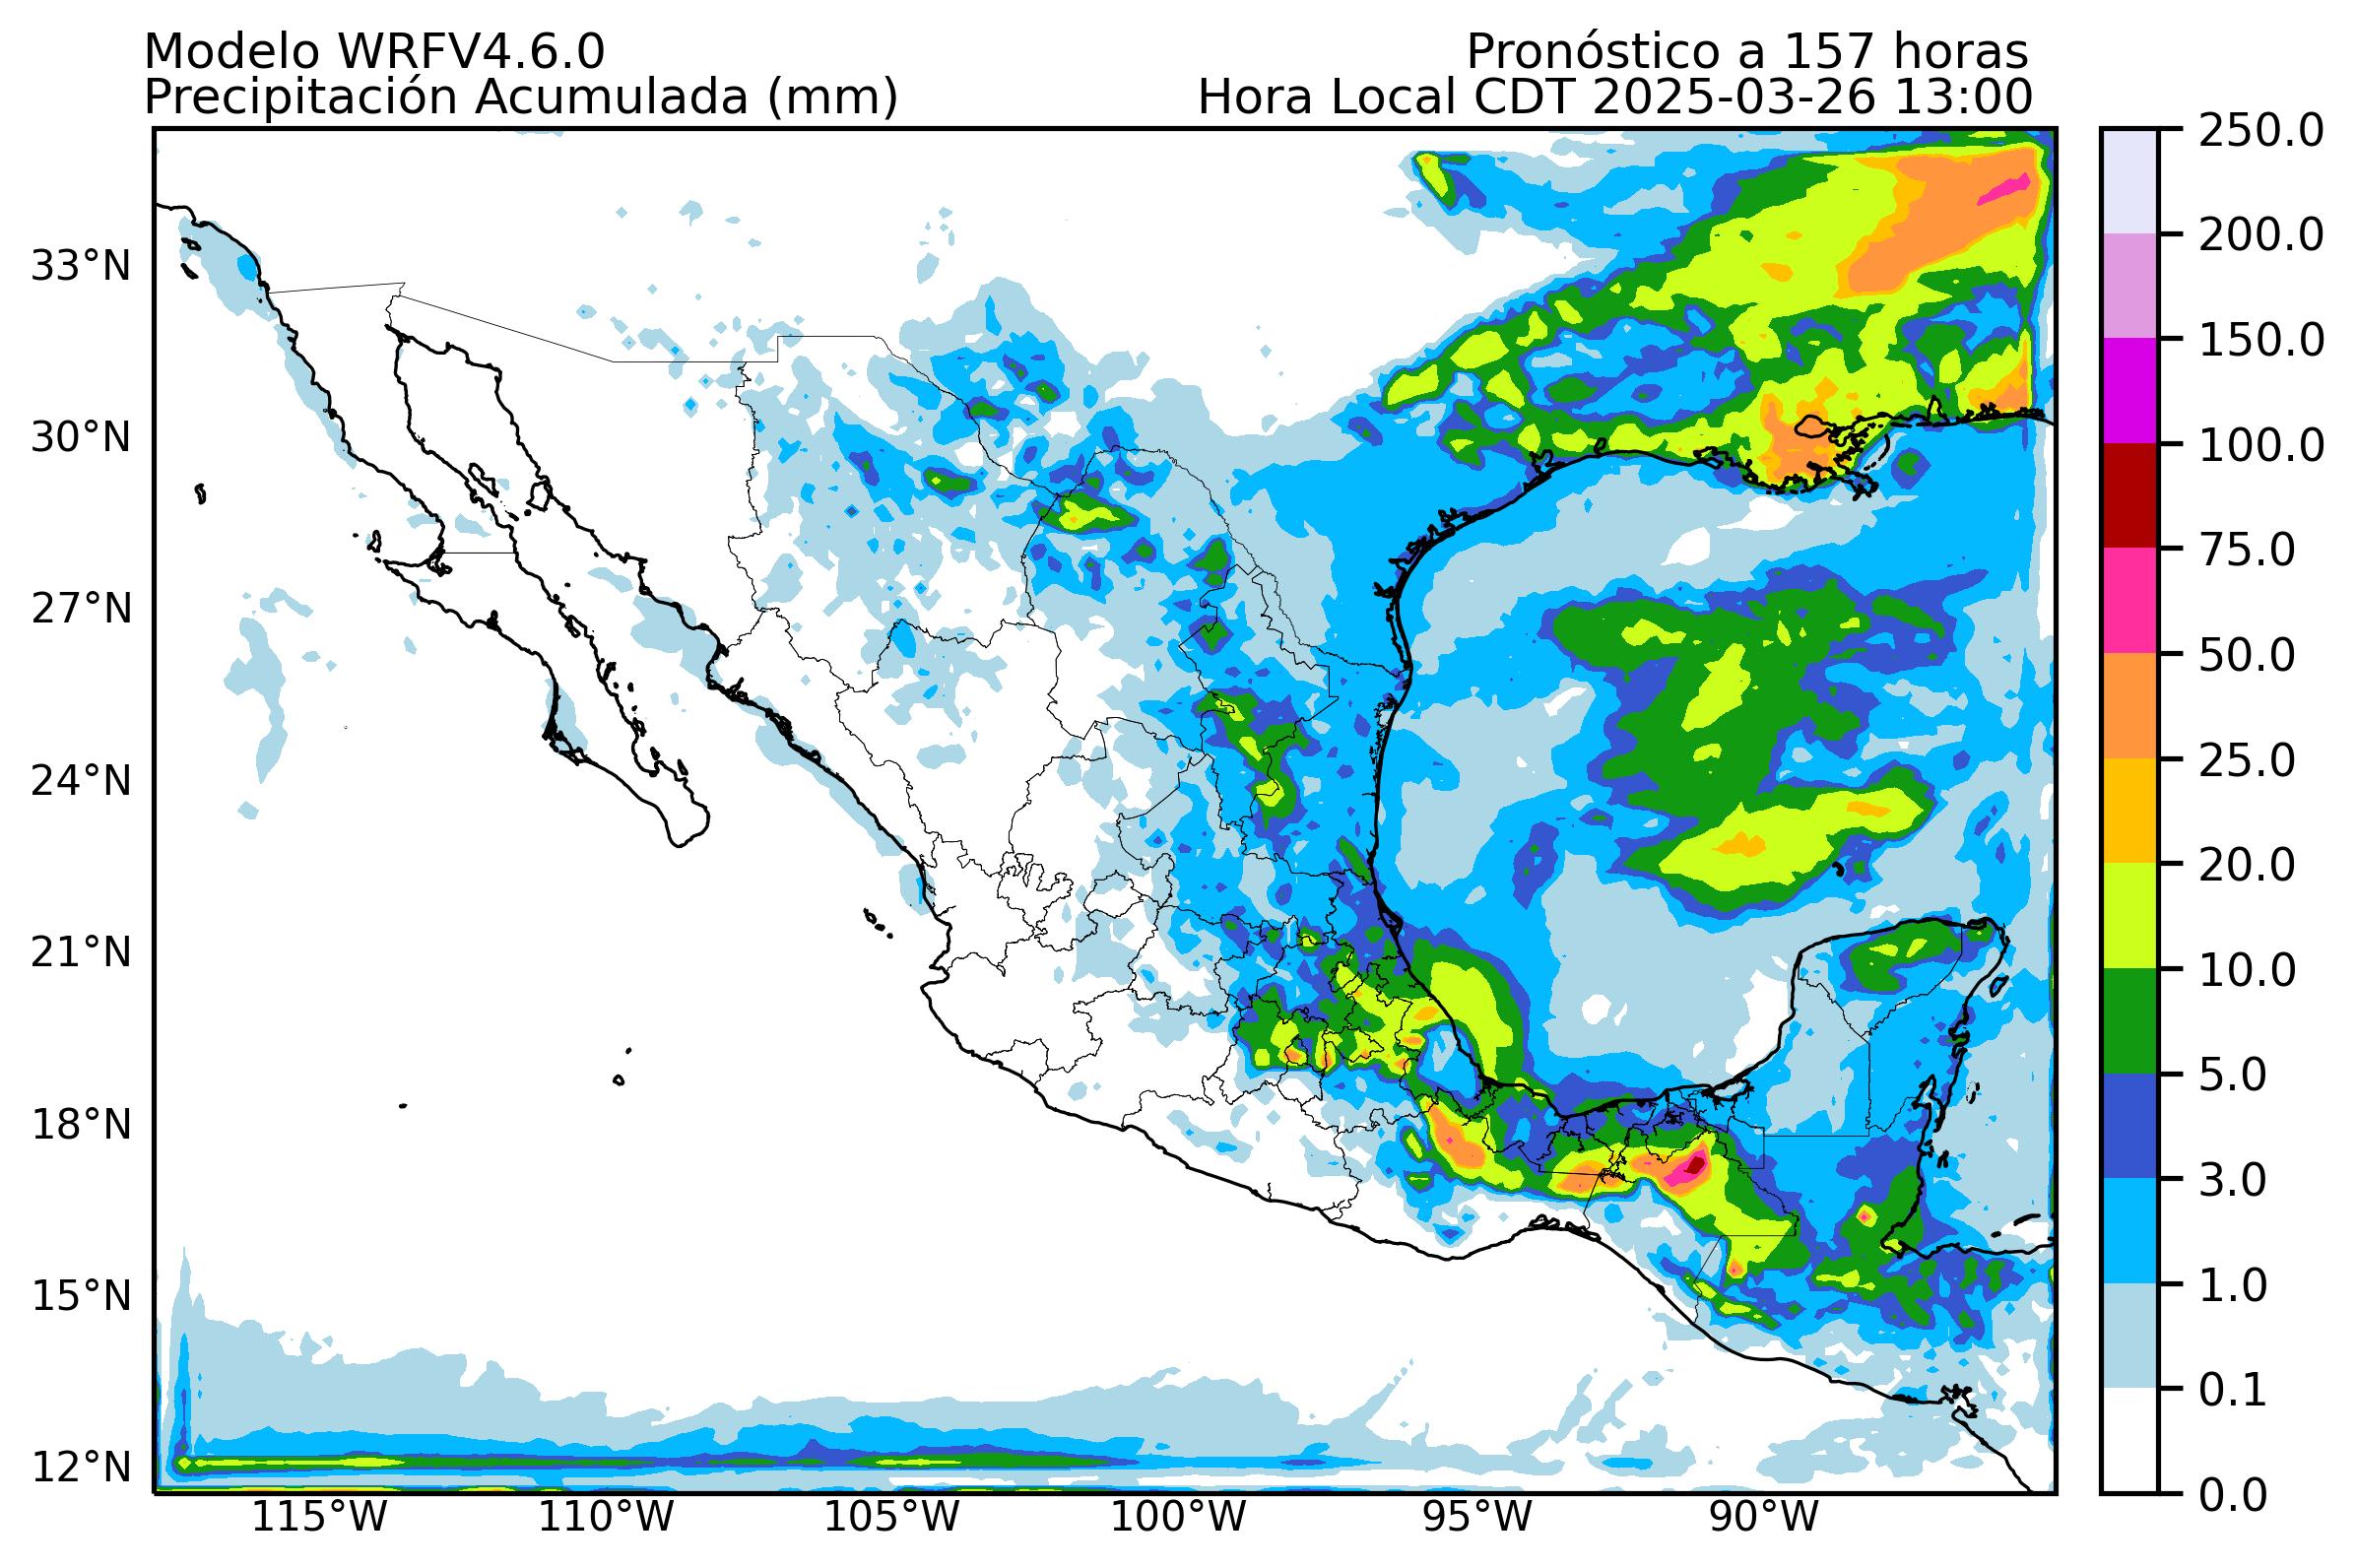 Modelo WRFV4.6.0
Pronóstico a 157 horas
Precipitación Acumulada (mm)
Hora Local CDT 2025-03-26 13:00
250.0
200.0
150.0
100.0
75.0
50.0
25.0
20.0
10.0
5.0
3.0
1.0
0.1
0.0
33°N
30°N
27°N
24°N
21°N
18°N
15°N
12°N
115°W
110°W
105°W
100°W
95°W
90°W